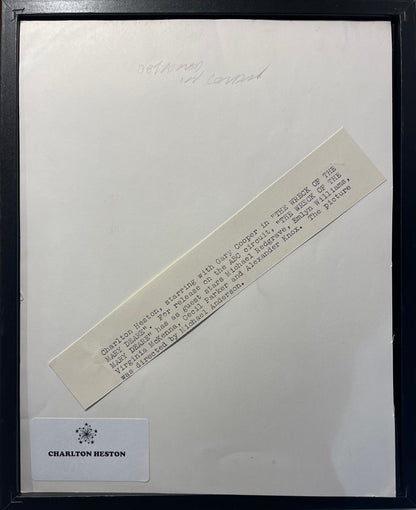 Charlton Heston, starring with Gary Cooper in "THE WRECK OF THE
MARY DEARE". For release on the ABC circuit, "THE WRECK OF THE
MARY DEARE" has as guest stars Michael Redgrave, Emlyn Williams,
Virginia McKenna, Cecil Parker and Alexander Knox. The picture
was directed by Michael Anderson.
CHARLTON HESTON